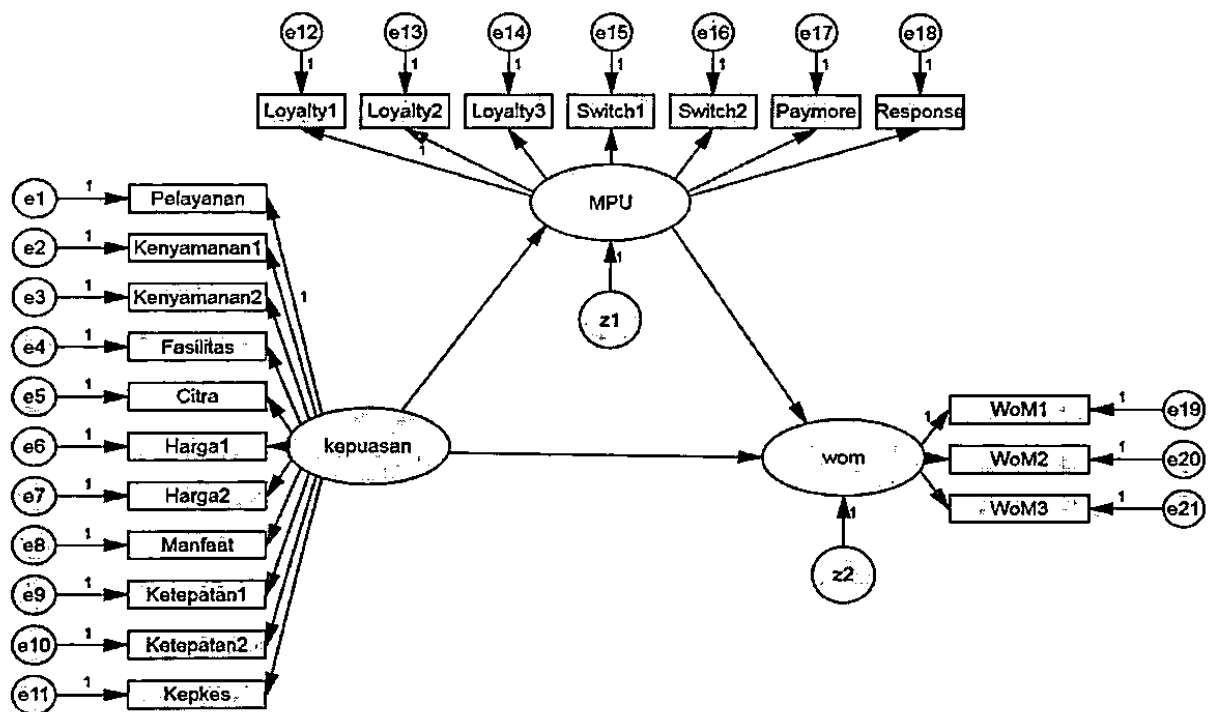 e12 e13 e14 e15 e16 e17 e18
1 1 1 1 1 1 1
Loyalty1 Loyalty2 Loyalty3 Switch1 Switch2 Paymore Response
1
MPU
1
z1
e1 1 Pelayanan
e2 1 Kenyamanan1
e3 1 Kenyamanan2 1
e4 1 Fasilitas
e5 1 Citra
e6 1 Harga1
e7 1 Harga2
e8 1 Manfaat
e9 1 Ketepatan1
e10 1 Ketepatan2
e11 1 Kepkes
kepuasan
wom
1
z2
1 WoM1 1 e19
WoM2 1 e20
WoM3 1 e21